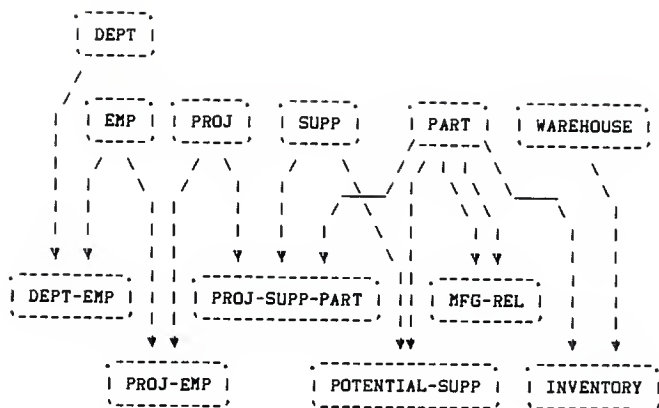 DEPT
EMP PROJ SUPP PART WAREHOUSE
DEPT-EMP PROJ-SUPP-PART MFG-REL
PROJ-EMP POTENTIAL-SUPP INVENTORY